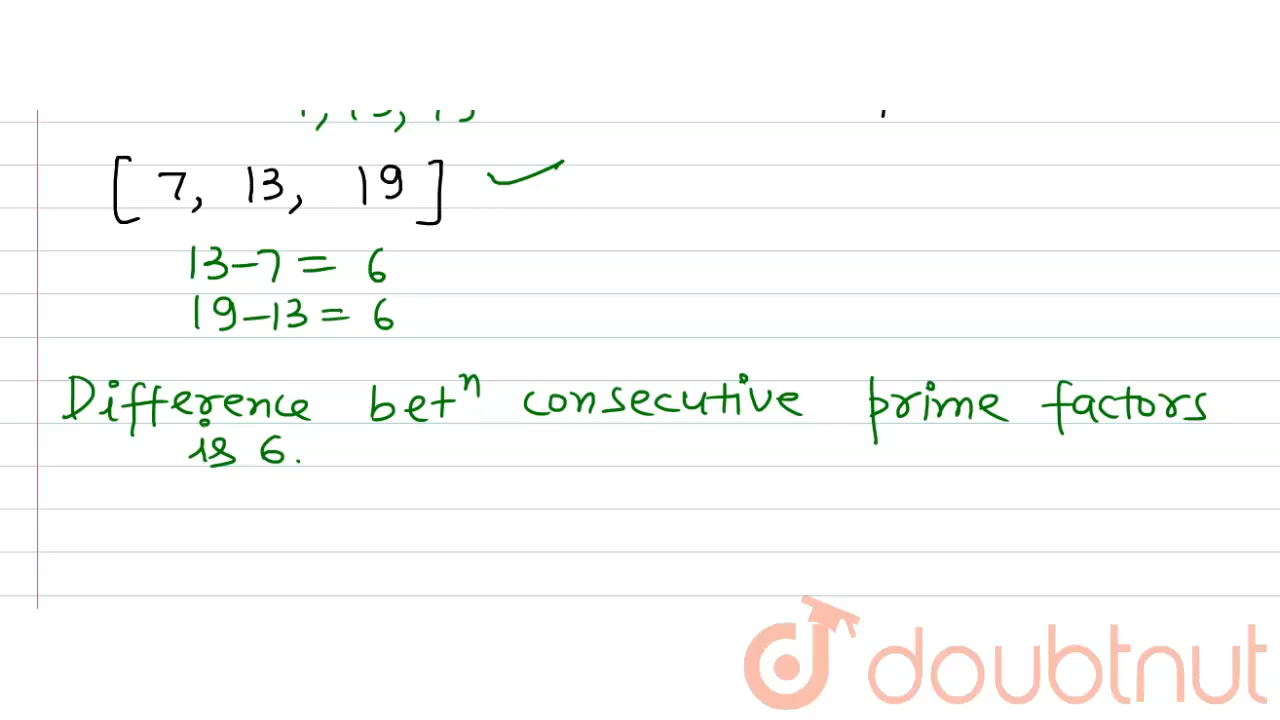 [7, 13, 19]
13-7 = 6
19-13 = 6
Difference betⁿ consecutive prime factors
is 6.
doubtnut